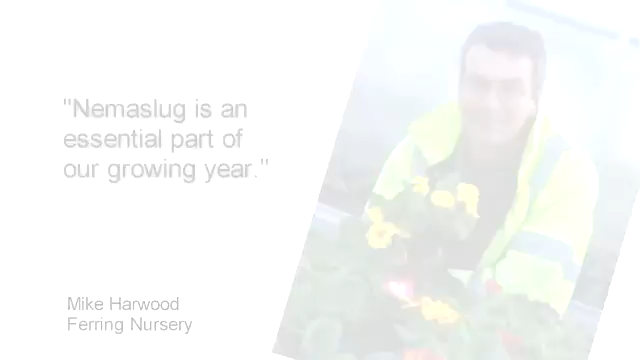 "Nemaslug is an
essential part of
our growing year."
Mike Harwood
Ferring Nursery